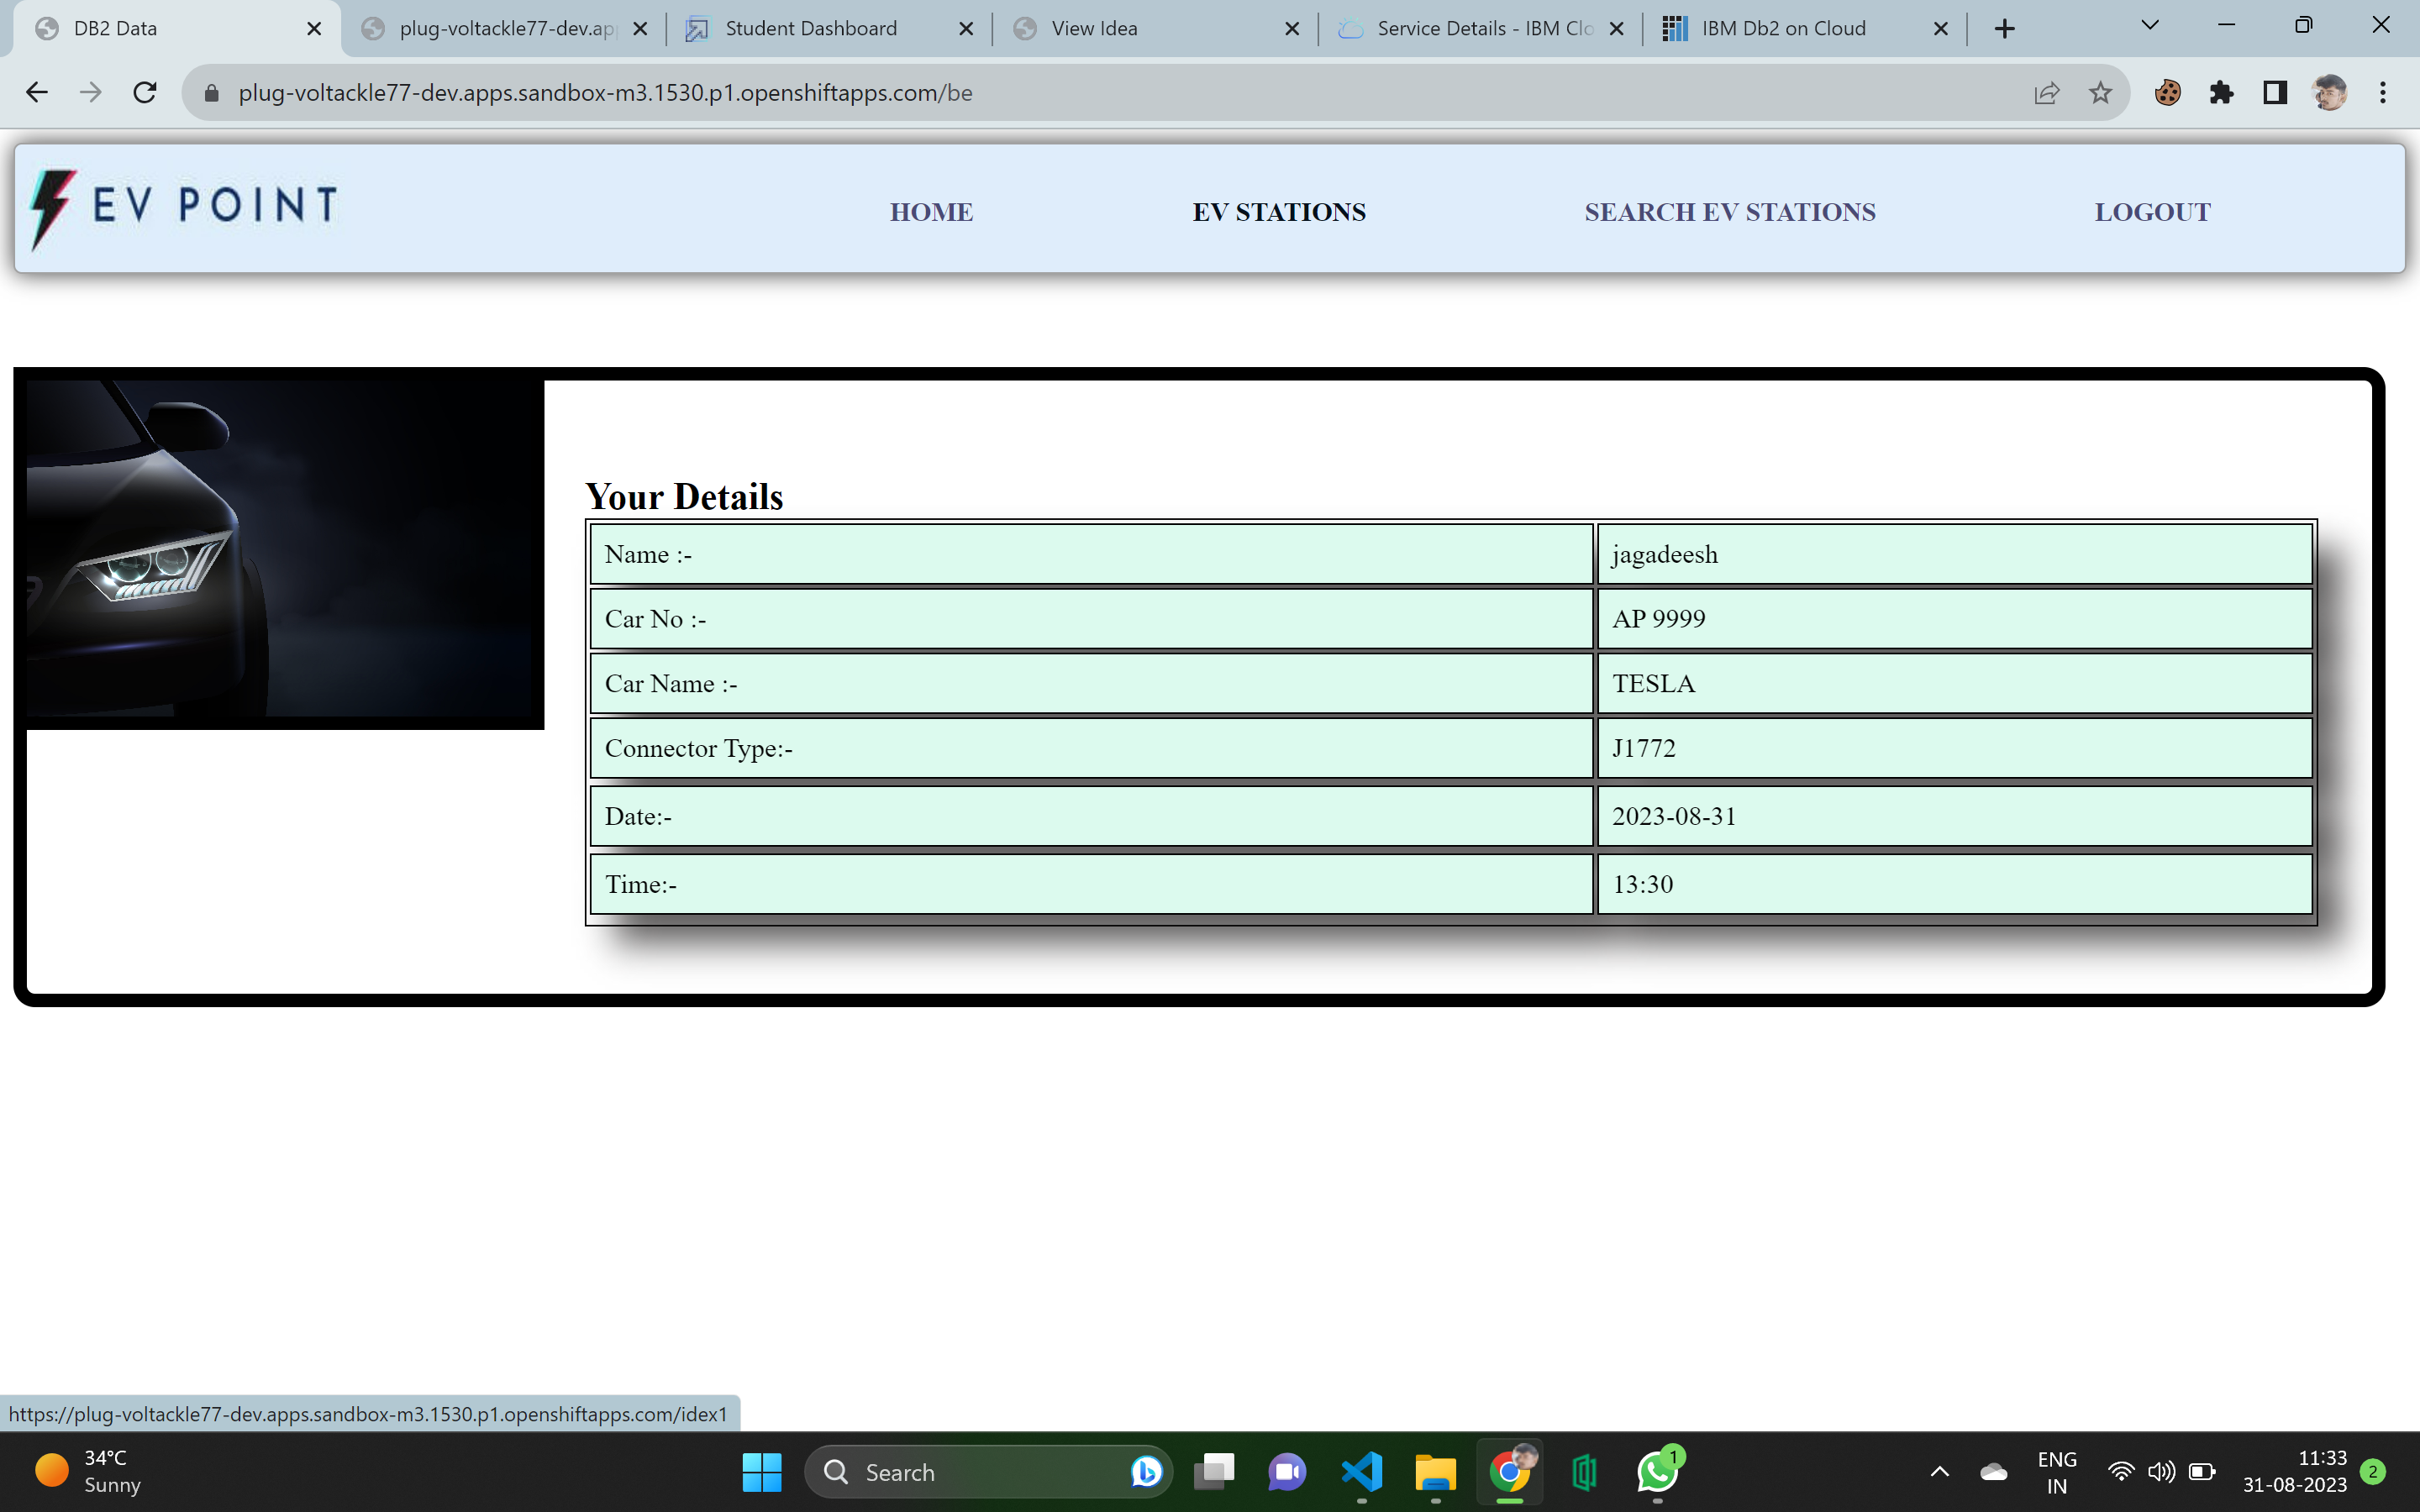 DB2 Data
plug-voltackle77-dev.ap
Student Dashboard
View Idea
Service Details - IBM Clo
IBM Db2 on Cloud
plug-voltackle77-dev.apps.sandbox-m3.1530.p1.openshiftapps.com/be
EV POINT
HOME
EV STATIONS
SEARCH EV STATIONS
LOGOUT
Your Details
Name :- jagadeesh
Car No :- AP 9999
Car Name :- TESLA
Connector Type:- J1772
Date:- 2023-08-31
Time:- 13:30
https://plug-voltackle77-dev.apps.sandbox-m3.1530.p1.openshiftapps.com/idex1
34°C
Sunny
Search
1
ENG
IN
11:33
31-08-2023
2